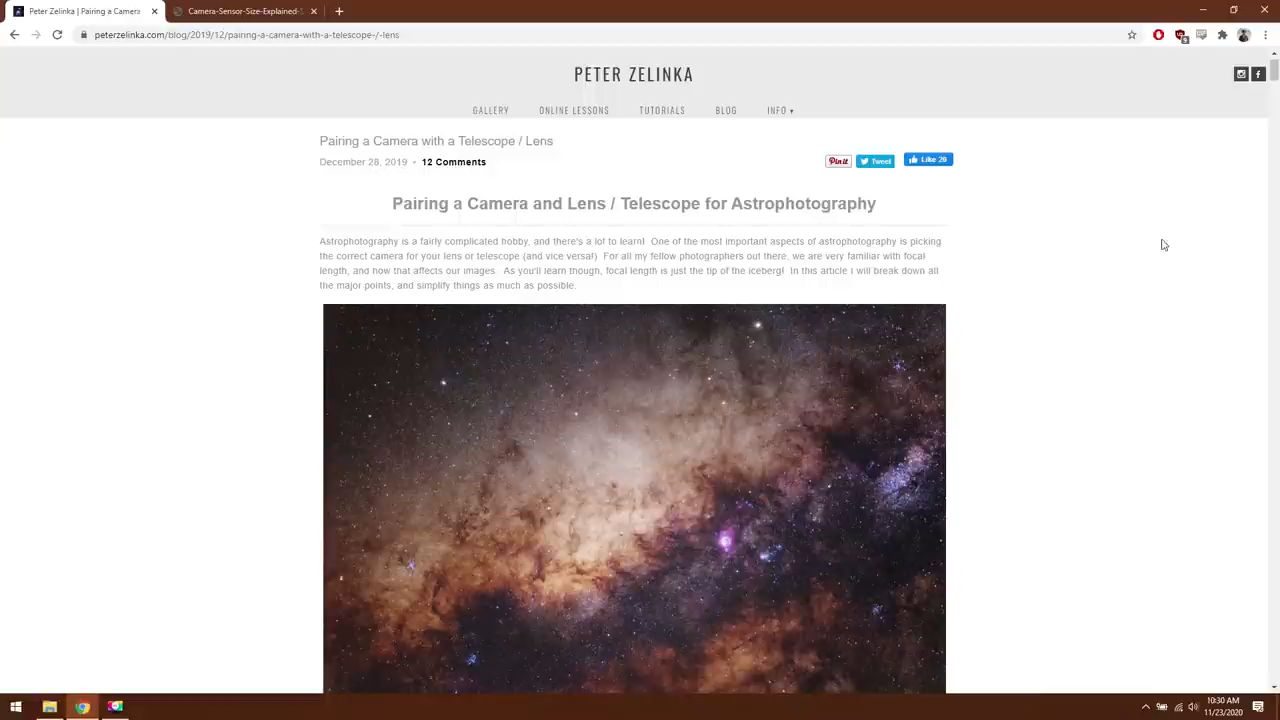 Peter Zelinka | Pairing a Camera
Camera-Sensor-Size-Explained-
peterzelinka.com/blog/2019/12/pairing-a-camera-with-a-telescope-/-lens
PETER ZELINKA
GALLERY ONLINE LESSONS TUTORIALS BLOG INFO ▾
Pairing a Camera with a Telescope / Lens
December 28, 2019 • 12 Comments
Pin it Tweet Like 20
Pairing a Camera and Lens / Telescope for Astrophotography
Astrophotography is a fairly complicated hobby, and there's a lot to learn! One of the most important aspects of astrophotography is picking
the correct camera for your lens or telescope (and vice versa!) For all my fellow photographers out there, we are very familiar with focal
length, and how that affects our images. As you'll learn though, focal length is just the tip of the iceberg! In this article I will break down all
the major points, and simplify things as much as possible.
10:30 AM
11/23/2020